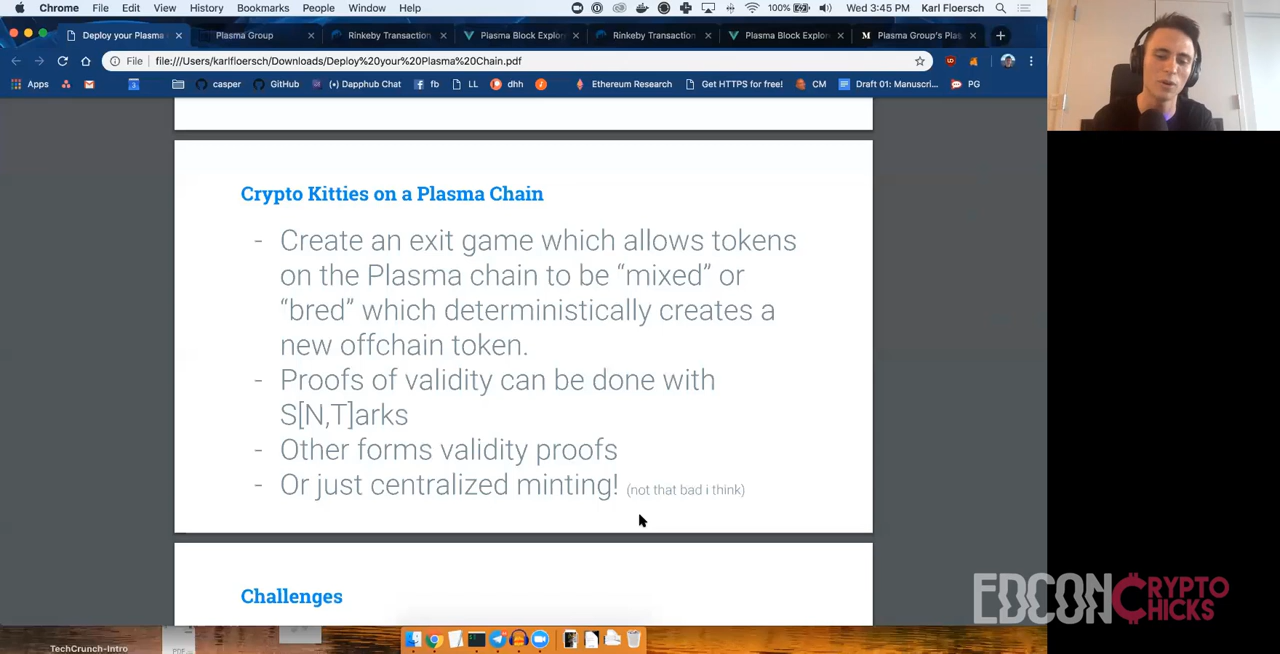 Chrome File Edit View History Bookmarks People Window Help 100% Wed 3:45 PM Karl Floersch
Deploy your Plasma Plasma Group Rinkeby Transaction Plasma Block Explor Rinkeby Transaction Plasma Block Explor Plasma Group's Plas
File file:///Users/karlfloersch/Downloads/Deploy%20your%20Plasma%20Chain.pdf
Apps casper GitHub (•) Dapphub Chat fb LL dhh Ethereum Research Get HTTPS for free! CM Draft 01: Manuscri... PG
Crypto Kitties on a Plasma Chain
- Create an exit game which allows tokens
on the Plasma chain to be “mixed” or
“bred” which deterministically creates a
new offchain token.
- Proofs of validity can be done with
S[N,T]arks
- Other forms validity proofs
- Or just centralized minting! (not that bad i think)
Challenges
EDCON CRYPTO CHICKS
TechCrunch-Intro